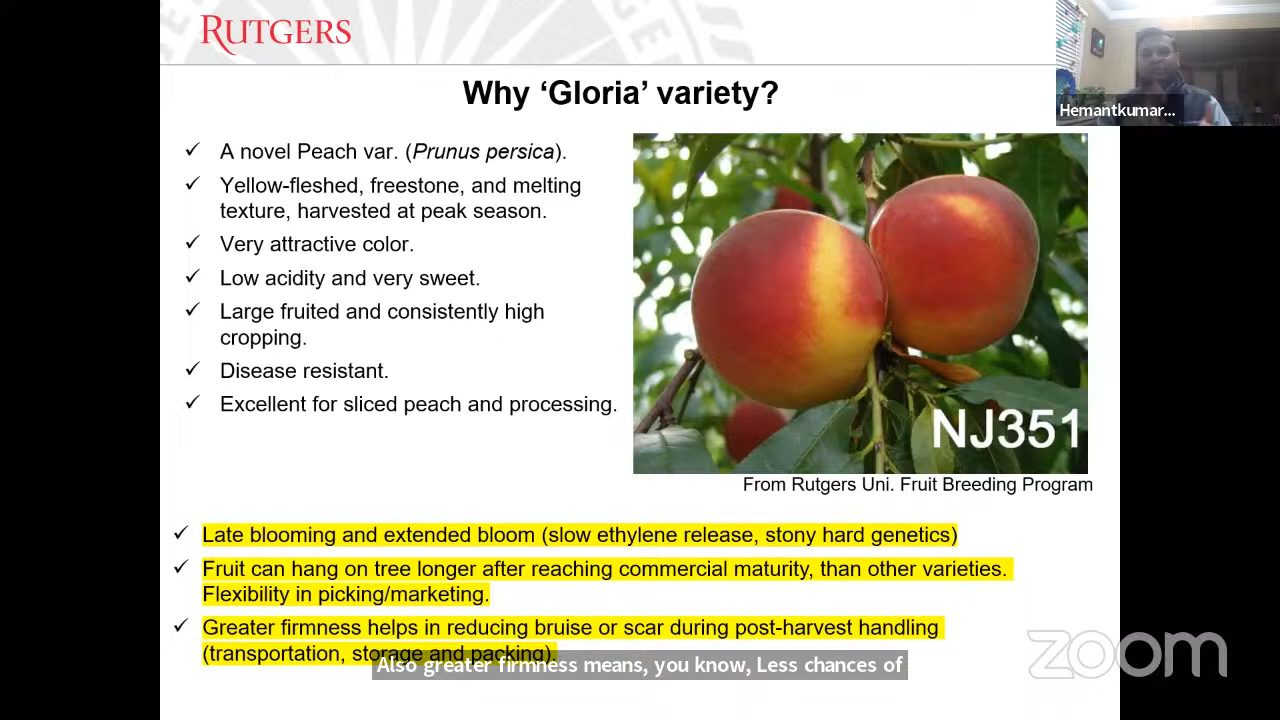 RUTGERS
Why ‘Gloria’ variety?
Hemantkumar...
✓ A novel Peach var. (Prunus persica).
✓ Yellow-fleshed, freestone, and melting
texture, harvested at peak season.
✓ Very attractive color.
✓ Low acidity and very sweet.
✓ Large fruited and consistently high
cropping.
✓ Disease resistant.
✓ Excellent for sliced peach and processing.
NJ351
From Rutgers Uni. Fruit Breeding Program
✓ Late blooming and extended bloom (slow ethylene release, stony hard genetics)
✓ Fruit can hang on tree longer after reaching commercial maturity, than other varieties.
Flexibility in picking/marketing.
✓ Greater firmness helps in reducing bruise or scar during post-harvest handling
(transportation, storage and packing)
Also greater firmness means, you know, Less chances of
zoom